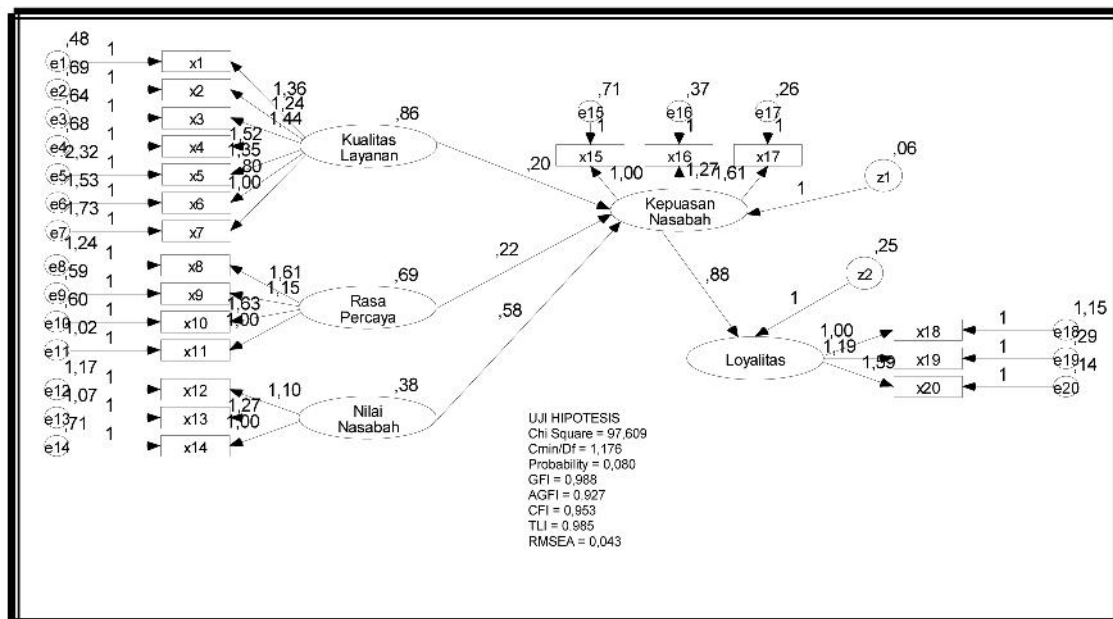 ,48
e1 1 x1
,69
e2 1 x2
,64
e3 1 x3
,68
e4 1 x4
2,32
e5 1 x5
1,53
e6 1 x6
1,73
e7 1 x7
1,24
e8 1 x8
,59
e9 1 x9
,60
e10 1 x10
1,02
e11 1 x11
1,17
e12 1 x12
1,07
e13 1 x13
,71
e14 1 x14
1,36
1,24
1,44
1,52
1,35
,80
1,00
,86
Kualitas
Layanan
1,61
1,15
1,63
1,00
,69
Rasa
Percaya
1,10
1,27
1,00
,38
Nilai
Nasabah
,20
,22
,58
,71 ,37 ,26
e15 e16 e17
1 1 1
x15 x16 x17
1,00 1,27 1,61
Kepuasan
Nasabah
,06
z1
1
,88
,25
z2
1
Loyalitas
1,00
1,19
1,59
1,15
x18 1 e18
,29
x19 1 e19
,14
x20 1 e20
UJI HIPOTESIS
Chi Square = 97,609
Cmin/Df = 1,176
Probability = 0,080
GFI = 0,988
AGFI = 0.927
CFI = 0,953
TLI = 0.985
RMSEA = 0,043